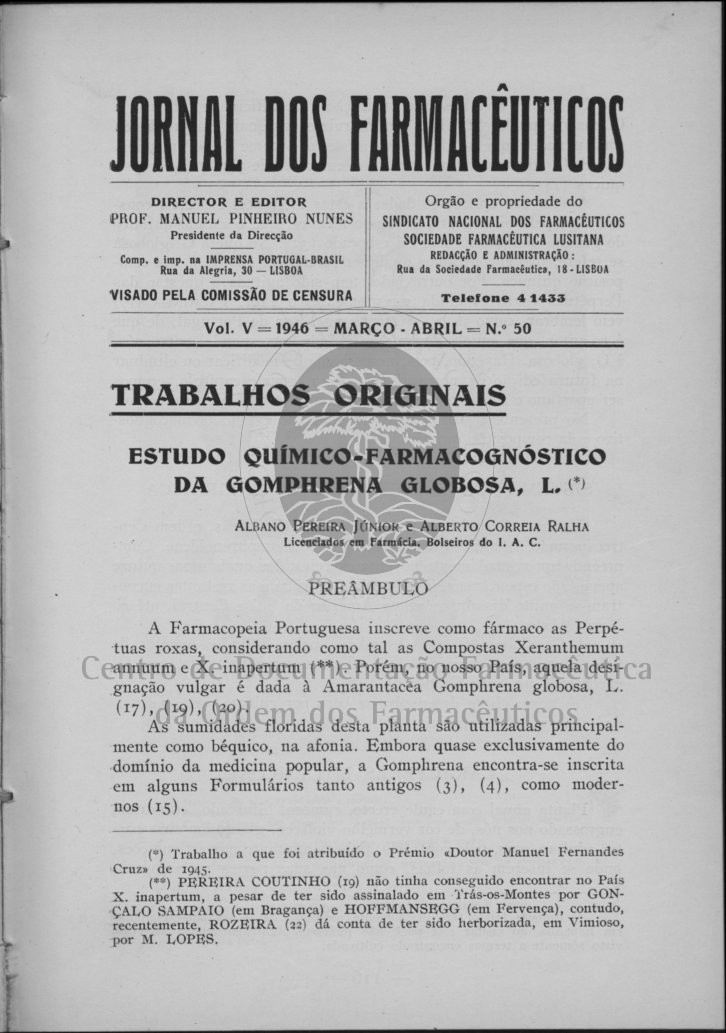 JORNAL DOS FARMACÊUTICOS
DIRECTOR E EDITOR
PROF. MANUEL PINHEIRO NUNES
Presidente da Direcção
Comp. e imp. na IMPRENSA PORTUGAL-BRASIL
Rua da Alegria, 30 — LISBOA
VISADO PELA COMISSÃO DE CENSURA
Orgão e propriedade do
SINDICATO NACIONAL DOS FARMACÊUTICOS
SOCIEDADE FARMACÊUTICA LUSITANA
REDACÇÃO E ADMINISTRAÇÃO:
Rua da Sociedade Farmacêutica, 18 - LISBOA
Telefone 4 1433
Vol. V = 1946 = MARÇO - ABRIL = N.º 50
TRABALHOS ORIGINAIS
ESTUDO QUÍMICO-FARMACOGNÓSTICO
DA GOMPHRENA GLOBOSA, L. (*)
ALBANO PEREIRA JÚNIOR e ALBERTO CORREIA RALHA
Licenciados em Farmácia. Bolseiros do I. A. C.
PREÂMBULO
A Farmacopeia Portuguesa inscreve como fármaco as Perpé-
tuas roxas, considerando como tal as Compostas Xeranthemum
annuum e X. inapertum (**). Porém, no nosso País, aquela desi-
gnação vulgar é dada à Amarantacea Gomphrena globosa, L.
(17), (19), (20).
As sumidades floridas desta planta são utilizadas principal-
mente como béquico, na afonia. Embora quase exclusivamente do
domínio da medicina popular, a Gomphrena encontra-se inscrita
em alguns Formulários tanto antigos (3), (4), como moder-
nos (15).
(*) Trabalho a que foi atribuído o Prémio «Doutor Manuel Fernandes
Cruz» de 1945.
(**) PEREIRA COUTINHO (19) não tinha conseguido encontrar no País
X. inapertum, a pesar de ter sido assinalado em Trás-os-Montes por GON-
ÇALO SAMPAIO (em Bragança) e HOFFMANSEGG (em Fervença), contudo,
recentemente, ROZEIRA (22) dá conta de ter sido herborizada, em Vimioso,
por M. LOPES.
Centro de Documentação Farmacêutica
da Ordem dos Farmacêuticos